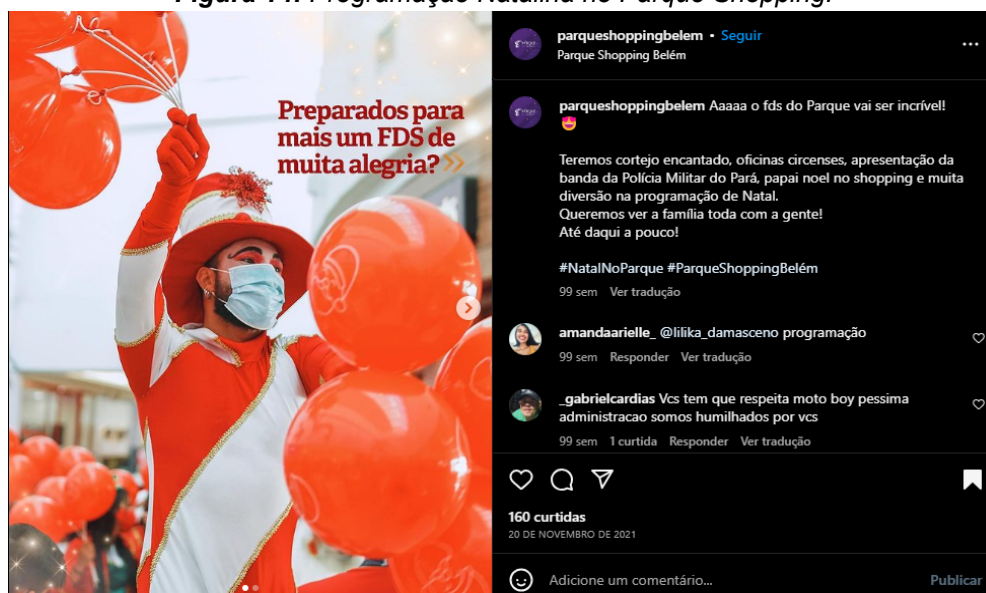 Figura 14: Programação Natalina no Parque Shopping.
Preparados para
mais um FDS de
muita alegria?
parqueshoppingbelem • Seguir
Parque Shopping Belém
parqueshoppingbelem Aaaaa o fds do Parque vai ser incrível!
Teremos cortejo encantado, oficinas circenses, apresentação da
banda da Polícia Militar do Pará, papai noel no shopping e muita
diversão na programação de Natal.
Queremos ver a família toda com a gente!
Até daqui a pouco!
#NatalNoParque #ParqueShoppingBelém
99 sem Ver tradução
amandaarielle_ @lilika_damasceno programação
99 sem Responder Ver tradução
_gabrielcardias Vcs tem que respeita moto boy pessima
administracao somos humilhados por vcs
99 sem 1 curtida Responder Ver tradução
160 curtidas
20 DE NOVEMBRO DE 2021
Adicione um comentário...
Publicar